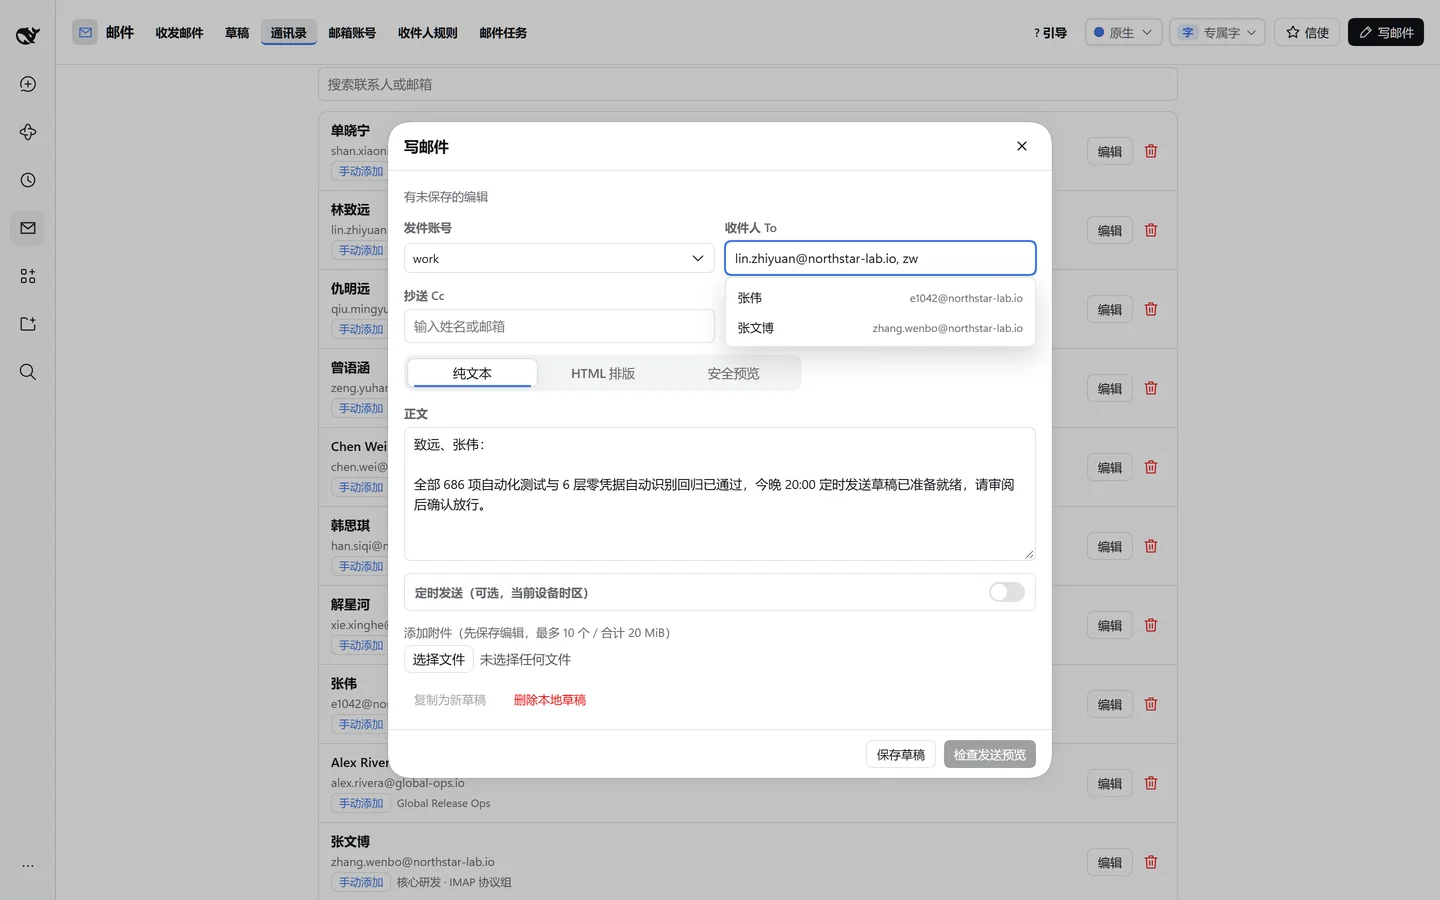 邮件
收发邮件
草稿
通讯录
邮箱账号
收件人规则
邮件任务
? 引导
原生
字 专属字
信使
写邮件
搜索联系人或邮箱
单晓宁
shan.xiaon
手动添加
编辑
林致远
lin.zhiyuan
手动添加
编辑
仇明远
qiu.mingyu
手动添加
编辑
曾语涵
zeng.yuhan
手动添加
编辑
Chen Wei
chen.wei@
手动添加
编辑
韩思琪
han.siqi@n
手动添加
编辑
解星河
xie.xinghe@
手动添加
编辑
张伟
e1042@nor
手动添加
编辑
Alex River
alex.rivera@global-ops.io
手动添加 Global Release Ops
编辑
张文博
zhang.wenbo@northstar-lab.io
手动添加 核心研发 · IMAP 协议组
编辑
写邮件
有未保存的编辑
发件账号
work
收件人 To
lin.zhiyuan@northstar-lab.io, zw
张伟 e1042@northstar-lab.io
张文博 zhang.wenbo@northstar-lab.io
抄送 Cc
输入姓名或邮箱
纯文本
HTML 排版
安全预览
正文
致远、张伟：
全部 686 项自动化测试与 6 层零凭据自动识别回归已通过，今晚 20:00 定时发送草稿已准备就绪，请审阅
后确认放行。
定时发送（可选，当前设备时区）
添加附件（先保存编辑，最多 10 个 / 合计 20 MiB）
选择文件 未选择任何文件
复制为新草稿
删除本地草稿
保存草稿
检查发送预览